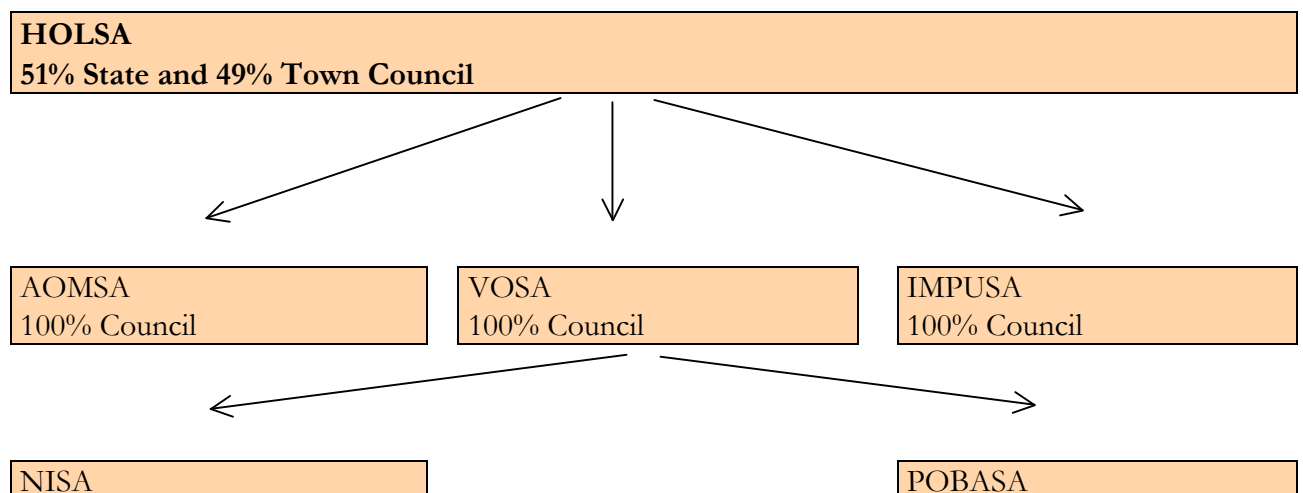 HOLSA
51% State and 49% Town Council
AOMSA
100% Council
VOSA
100% Council
IMPUSA
100% Council
NISA
POBASA